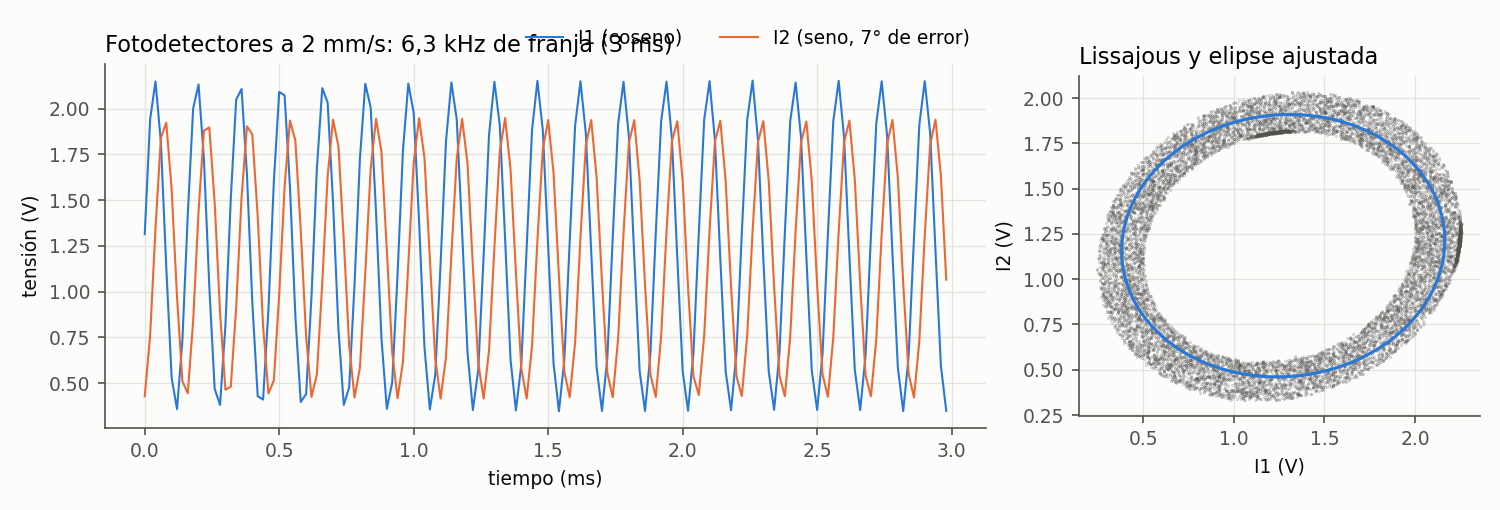 Fotodetectores a 2 mm/s: 6,3 kHz de franja (3 ms)
I1 (coseno)
I2 (seno, 7° de error)
tensión (V)
2.00
1.75
1.50
1.25
1.00
0.75
0.50
0.0 0.5 1.0 1.5 2.0 2.5 3.0
tiempo (ms)
Lissajous y elipse ajustada
I2 (V)
2.00
1.75
1.50
1.25
1.00
0.75
0.50
0.25
0.5 1.0 1.5 2.0
I1 (V)